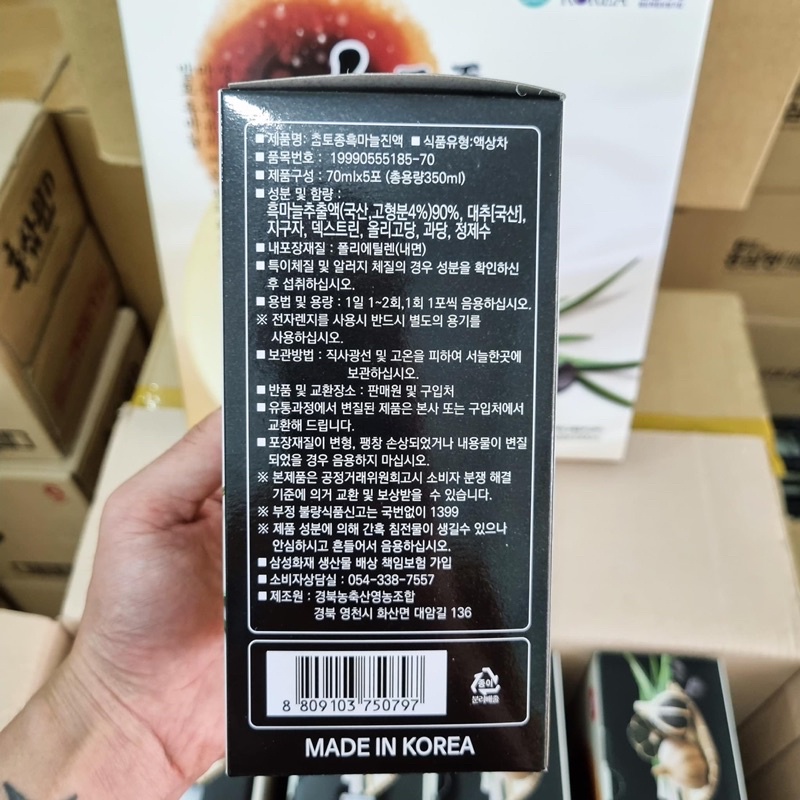 KOREA
홍삼원
■ 제품명: 참토종흑마늘진액 ■ 식품유형:액상차
■ 품목번호 : 19990555185-70
■ 제품구성 : 70mlx5포 (총용량350ml)
■ 성분 및 함량 :
흑마늘추출액(국산,고형분4%)90%, 대추[국산],
지구자, 덱스트린, 올리고당, 과당, 정제수
■ 내포장재질 : 폴리에틸렌(내면)
■ 특이체질 및 알러지 체질의 경우 성분을 확인하신
후 섭취하십시오.
■ 용법 및 용량 : 1일 1~2회,1회 1포씩 음용하십시오.
※ 전자렌지를 사용시 반드시 별도의 용기를
사용하십시오.
■ 보관방법 : 직사광선 및 고온을 피하여 서늘한곳에
보관하십시오.
■ 반품 및 교환장소 : 판매원 및 구입처
■ 유통과정에서 변질된 제품은 본사 또는 구입처에서
교환해 드립니다.
■ 포장재질이 변형, 팽창 손상되었거나 내용물이 변질
되었을 경우 음용하지 마십시오.
※ 본제품은 공정거래위원회고시 소비자 분쟁 해결
기준에 의거 교환 및 보상받을 수 있습니다.
※ 부정 불량식품신고는 국번없이 1399
※ 제품 성분에 의해 간혹 침전물이 생길수 있으나
안심하시고 흔들어서 음용하십시오.
■ 삼성화재 생산물 배상 책임보험 가입
■ 소비자상담실 : 054-338-7557
■ 제조원 : 경북농축산영농조합
경북 영천시 화산면 대암길 136
8 809103 750797
종이
분리배출
MADE IN KOREA